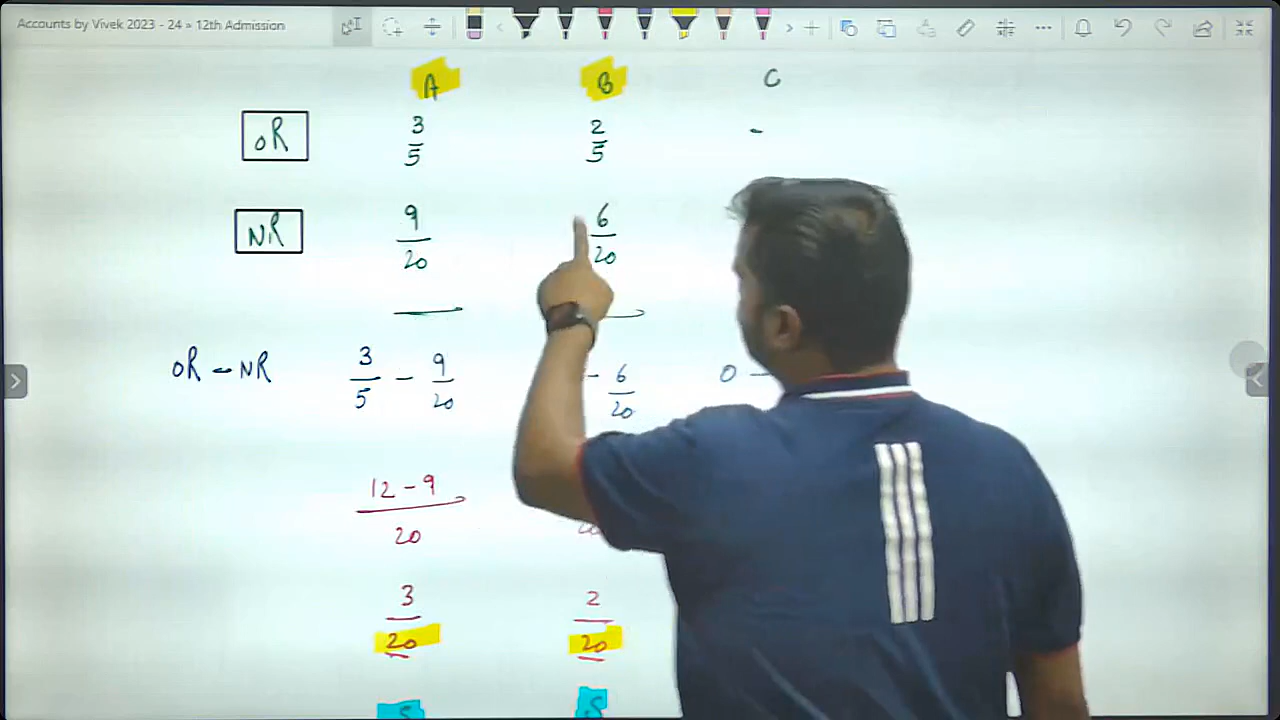 Accounts by Vivek 2023 - 24 » 12th Admission
A B C
OR 3/5 2/5 -
NR 9/20 6/20
OR - NR 3/5 - 9/20 - 6/20 0 -
12 - 9 / 20 20
3/20 2/20
S S